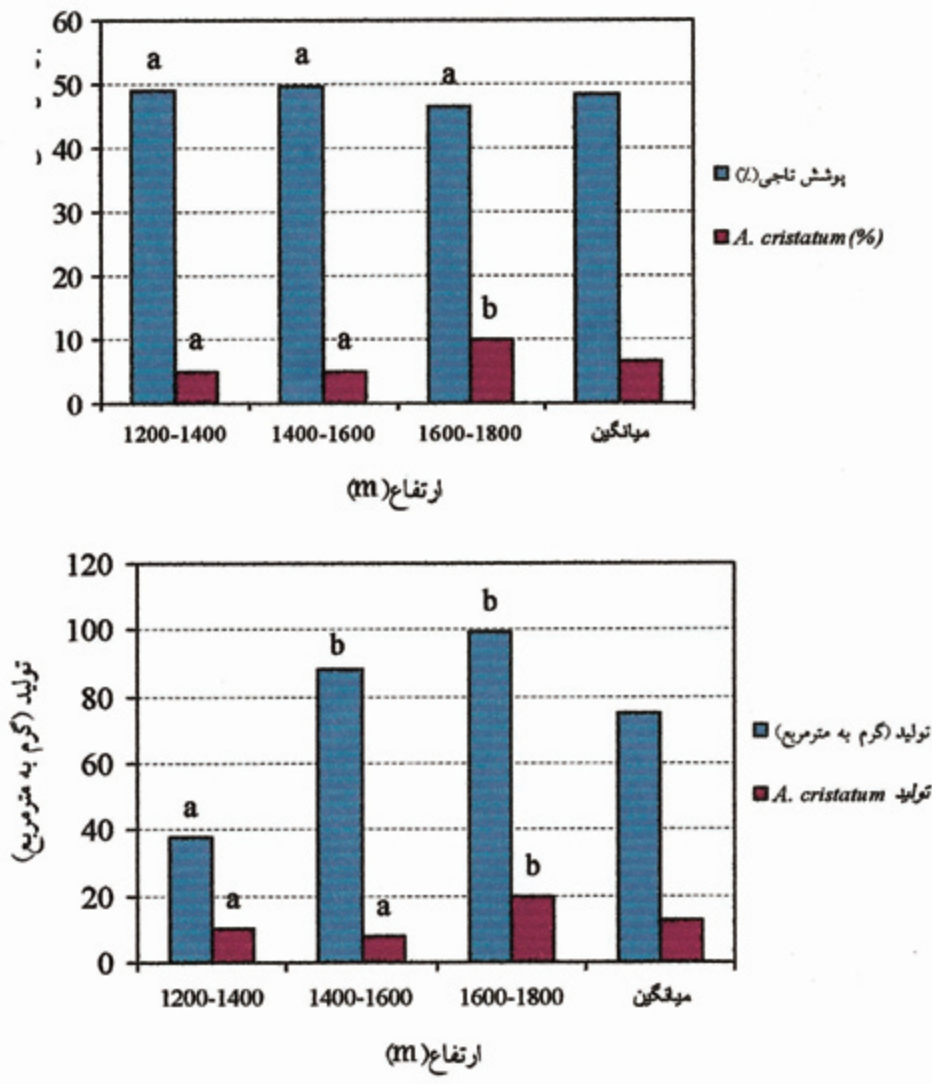 60
50
40
30
20
10
0
a
a
a
a
a
b
1200-1400
1400-1600
1600-1800
میانگین
ارتفاع(m)
پوشش تاجی(٪)
A. cristatum(%)
120
100
80
60
40
20
0
تولید (گرم به مترمربع)
a
b
b
a
a
b
1200-1400
1400-1600
1600-1800
میانگین
ارتفاع(m)
تولید (گرم به مترمربع)
تولید A. cristatum